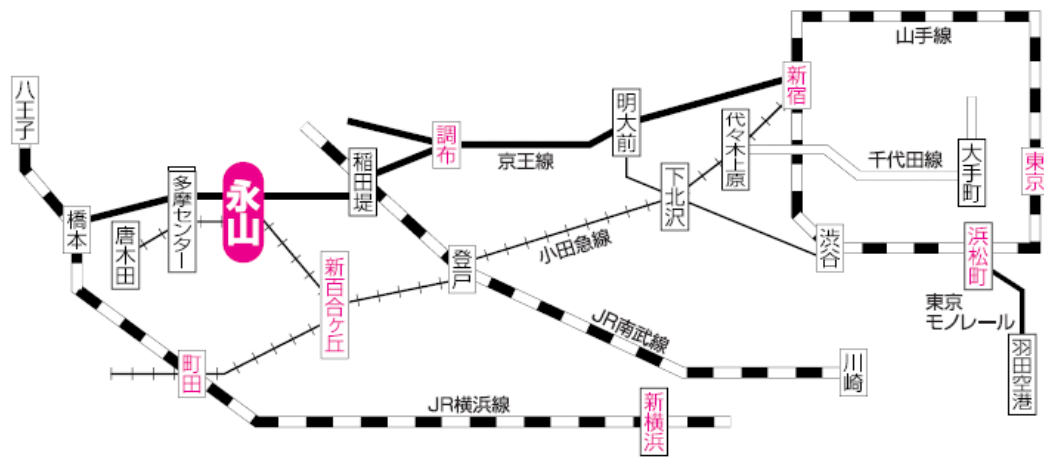 山手線
八王子
新宿
明大前
代々木上原
調布
京王線
千代田線
大手町
東京
稲田堤
多摩センター
永山
下北沢
橋本
唐木田
小田急線
渋谷
浜松町
登戸
新百合ヶ丘
東京
モノレール
JR南武線
羽田空港
町田
川崎
JR横浜線
新横浜